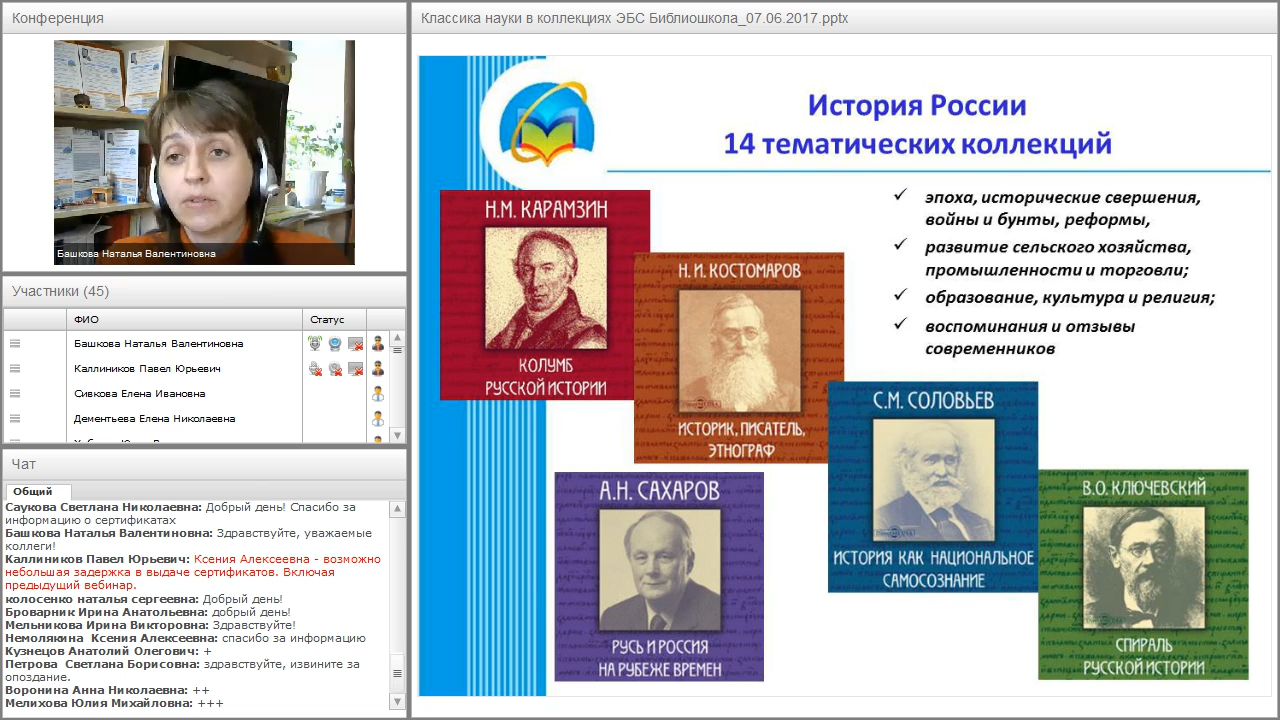 Конференция
Башкова Наталья Валентиновна
Участники (45)
ФИО
Статус
Башкова Наталья Валентиновна
Каллиников Павел Юрьевич
Сивкова Елена Ивановна
Дементьева Елена Николаевна
Чат
Общий
Саукова Светлана Николаевна: Добрый день! Спасибо за
информацию о сертификатах
Башкова Наталья Валентиновна: Здравствуйте, уважаемые
коллеги!
Каллиников Павел Юрьевич: Ксения Алексеевна - возможно
небольшая задержка в выдаче сертификатов. Включая
предыдущий вебинар.
колосенко наталья сергеевна: Добрый день!
Броварник Ирина Анатольевна: добрый день!
Мельникова Ирина Викторовна: Здравствуйте!
Немолякина Ксения Алексеевна: спасибо за информацию
Кузнецов Анатолий Олегович: +
Петрова Светлана Борисовна: здравствуйте, извините за
опоздание.
Воронина Анна Николаевна: ++
Мелихова Юлия Михайловна: +++
Классика науки в коллекциях ЭБС Библиошкола_07.06.2017.pptx
История России
14 тематических коллекций
эпоха, исторические свершения,
войны и бунты, реформы,
развитие сельского хозяйства,
промышленности и торговли;
образование, культура и религия;
воспоминания и отзывы
современников
Н.М. КАРАМЗИН
КОЛУМБ
РУССКОЙ ИСТОРИИ
Н. И. КОСТОМАРОВ
ИСТОРИК, ПИСАТЕЛЬ,
ЭТНОГРАФ
С.М. СОЛОВЬЕВ
ИСТОРИЯ КАК НАЦИОНАЛЬНОЕ
САМОСОЗНАНИЕ
А.Н. САХАРОВ
РУСЬ И РОССИЯ
НА РУБЕЖЕ ВРЕМЕН
В.О. КЛЮЧЕВСКИЙ
СПИРАЛЬ
РУССКОЙ ИСТОРИИ